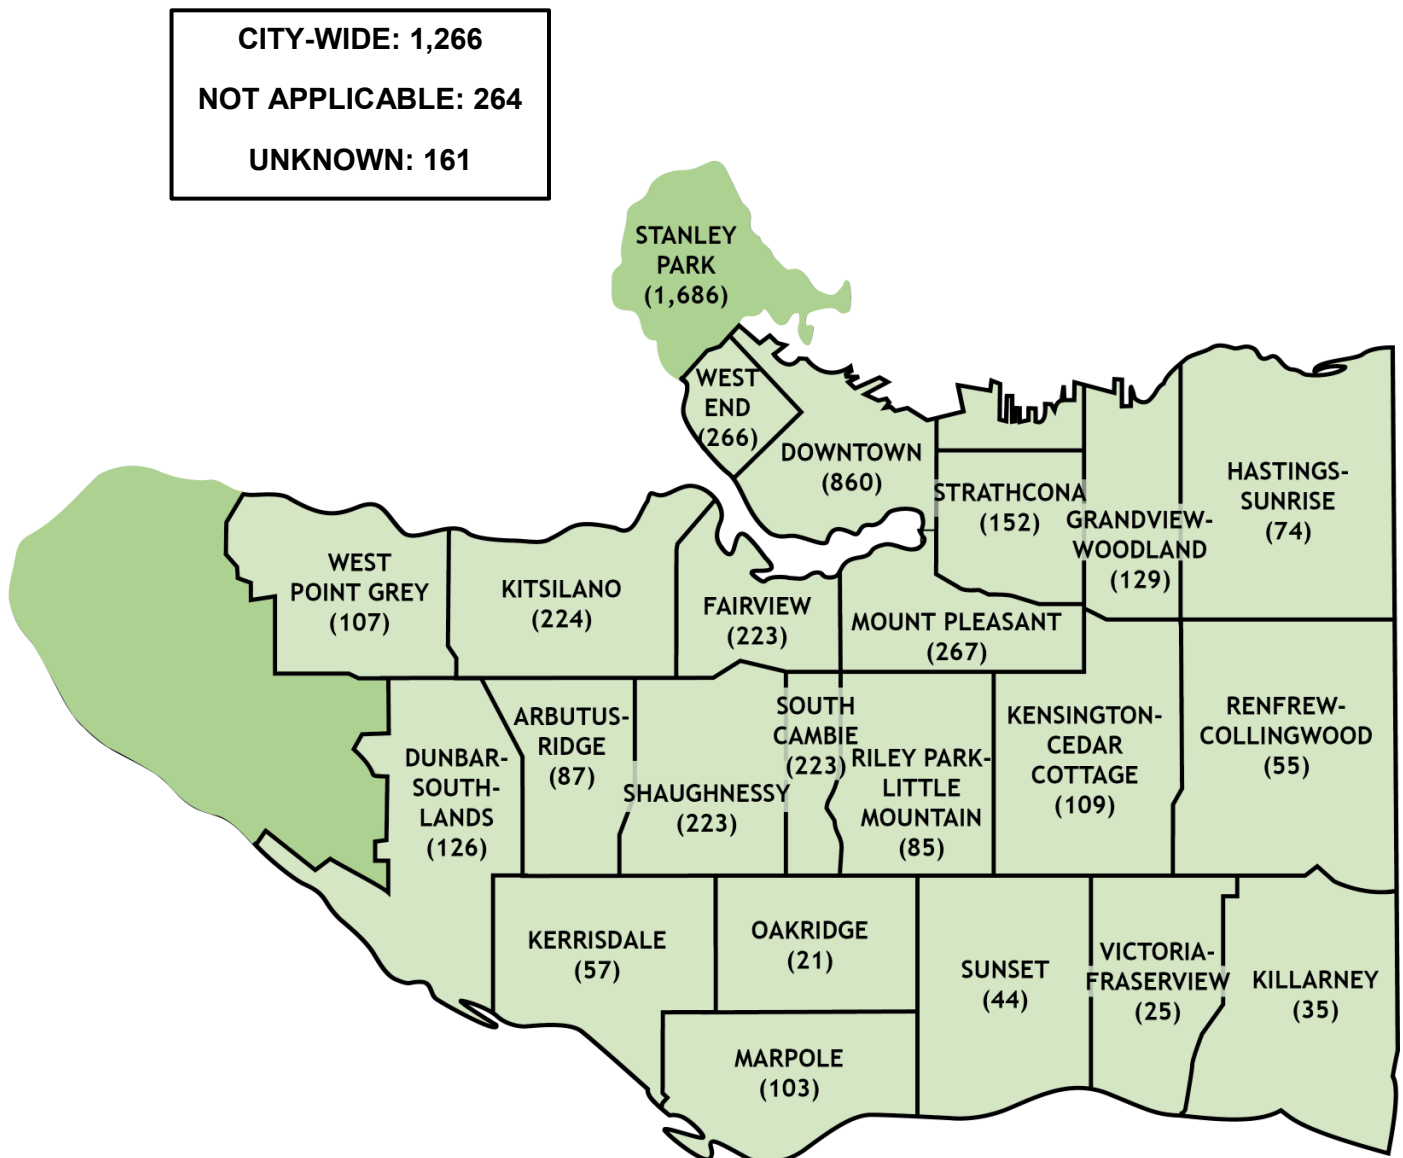 CITY-WIDE: 1,266
NOT APPLICABLE: 264
UNKNOWN: 161
STANLEY
PARK
(1,686)
WEST
END
(266)
DOWNTOWN
(860)
STRATHCONA
(152)
GRANDVIEW-
WOODLAND
(129)
HASTINGS-
SUNRISE
(74)
WEST
POINT GREY
(107)
KITSILANO
(224)
FAIRVIEW
(223)
MOUNT PLEASANT
(267)
DUNBAR-
SOUTH-
LANDS
(126)
ARBUTUS-
RIDGE
(87)
SHAUGHNESSY
(223)
SOUTH
CAMBIE
(223)
RILEY PARK-
LITTLE
MOUNTAIN
(85)
KENSINGTON-
CEDAR
COTTAGE
(109)
RENFREW-
COLLINGWOOD
(55)
KERRISDALE
(57)
OAKRIDGE
(21)
MARPOLE
(103)
SUNSET
(44)
VICTORIA-
FRASERVIEW
(25)
KILLARNEY
(35)